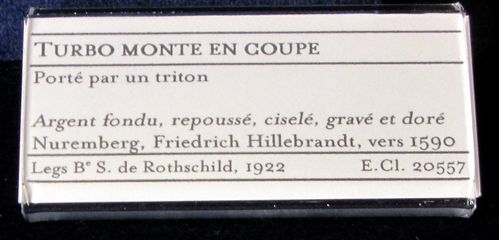 TURBO MONTE EN COUPE
Porté par un triton
Argent fondu, repoussé, ciselé, gravé et doré
Nuremberg, Friedrich Hillebrandt, vers 1590
Legs Bᵉ S. de Rothschild, 1922 E.Cl. 20557